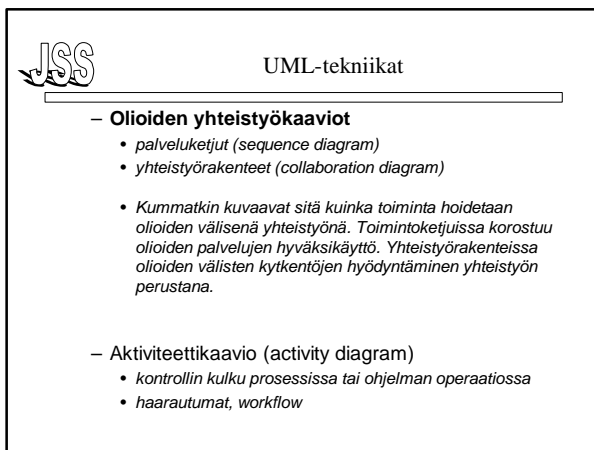 JSS
UML-tekniikat
– Olioiden yhteistyökaaviot
• palveluketjut (sequence diagram)
• yhteistyörakenteet (collaboration diagram)
• Kummatkin kuvaavat sitä kuinka toiminta hoidetaan
olioiden välisenä yhteistyönä. Toimintoketjuissa korostuu
olioiden palvelujen hyväksikäyttö. Yhteistyörakenteissa
olioiden välisten kytkentöjen hyödyntäminen yhteistyön
perustana.
– Aktiviteettikaavio (activity diagram)
• kontrollin kulku prosessissa tai ohjelman operaatiossa
• haarautumat, workflow